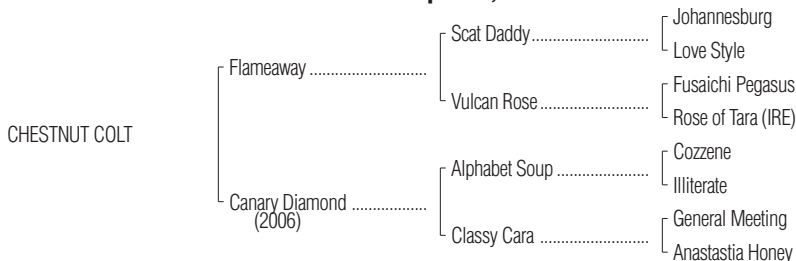 Johannesburg
Scat Daddy
Love Style
Flameaway
Fusaichi Pegasus
Vulcan Rose
Rose of Tara (IRE)
CHESTNUT COLT
Cozzene
Alphabet Soup
Illiterate
Canary Diamond
(2006)
General Meeting
Classy Cara
Anastastia Honey